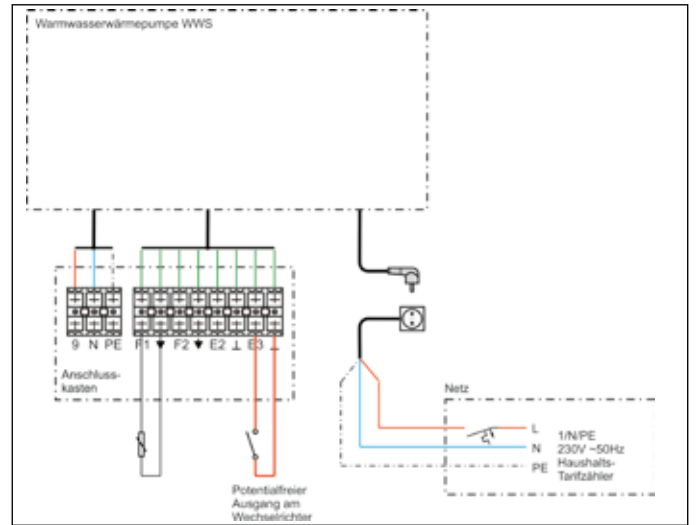 Warmwasserwärmepumpe WWS
9 N PE F1 ▼ F2 ▼ E2 ⊥ E3 ⊥
Anschluss-
kasten
Potentialfreier
Ausgang am
Wechselrichter
Netz
L
N
PE
1/N/PE
230V ~50Hz
Haushalts-
Tarifzähler